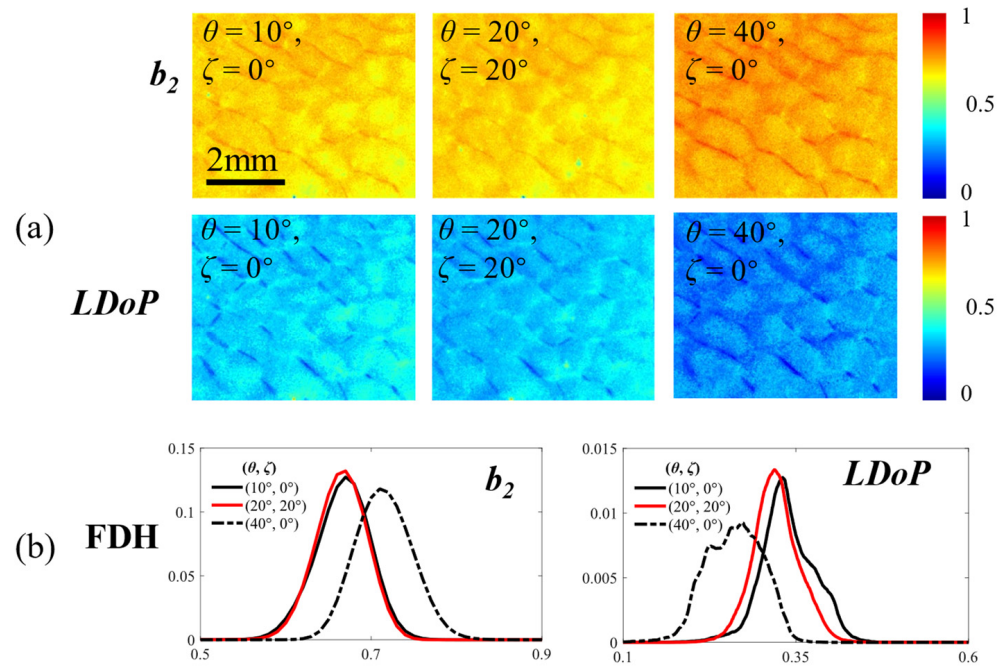 (a)
b2
θ = 10°,
ζ = 0°
2mm
θ = 20°,
ζ = 20°
θ = 40°,
ζ = 0°
1
0.5
0
LDoP
θ = 10°,
ζ = 0°
θ = 20°,
ζ = 20°
θ = 40°,
ζ = 0°
1
0.5
0
(b)
FDH
0.15
0.1
0.05
0
(θ, ζ)
(10°, 0°)
(20°, 20°)
(40°, 0°)
b2
0.5
0.7
0.9
0.015
0.01
0.005
0
(θ, ζ)
(10°, 0°)
(20°, 20°)
(40°, 0°)
LDoP
0.1
0.35
0.6